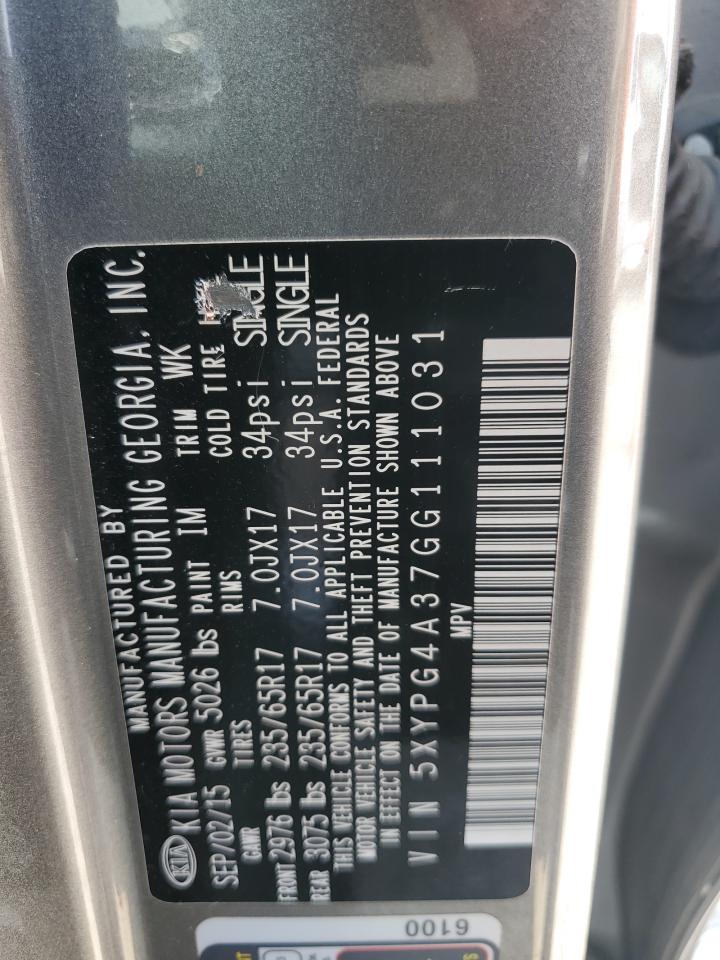 MANUFACTURED BY
KIA KIA MOTORS MANUFACTURING GEORGIA, INC.
SEP/02/15 GVWR 5026 lbs PAINT IM TRIM WK
GAWR TIRES RIMS COLD TIRE
FRONT 2976 lbs 235/65R17 7.0JX17 34psi SINGLE
REAR 3075 lbs 235/65R17 7.0JX17 34psi SINGLE
THIS VEHICLE CONFORMS TO ALL APPLICABLE U.S.A. FEDERAL
MOTOR VEHICLE SAFETY AND THEFT PREVENTION STANDARDS
IN EFFECT ON THE DATE OF MANUFACTURE SHOWN ABOVE
VIN 5XYPG4A37GG111031
MPV
6100